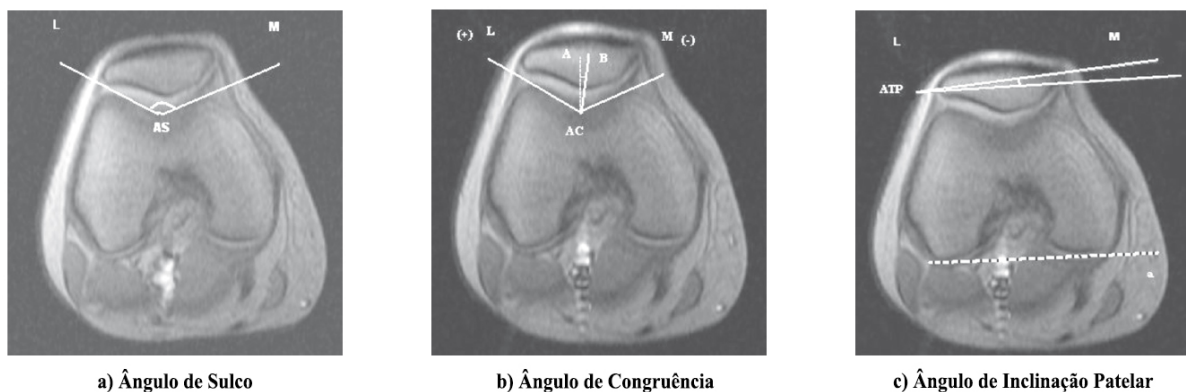 L M
AS
a) Ângulo de Sulco
(+) L A B M (-)
AC
b) Ângulo de Congruência
L M
ATP
a
c) Ângulo de Inclinação Patelar